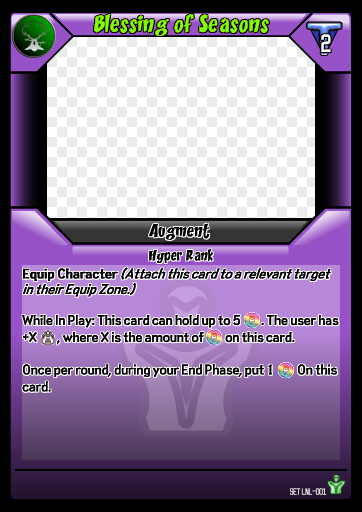 Blessing of Seasons
2
Augment
Hyper Rank
Equip Character (Attach this card to a relevant target
in their Equip Zone.)
While In Play: This card can hold up to 5 . The user has
+X , where X is the amount of on this card.
Once per round, during your End Phase, put 1 On this
card.
SET LNL-001